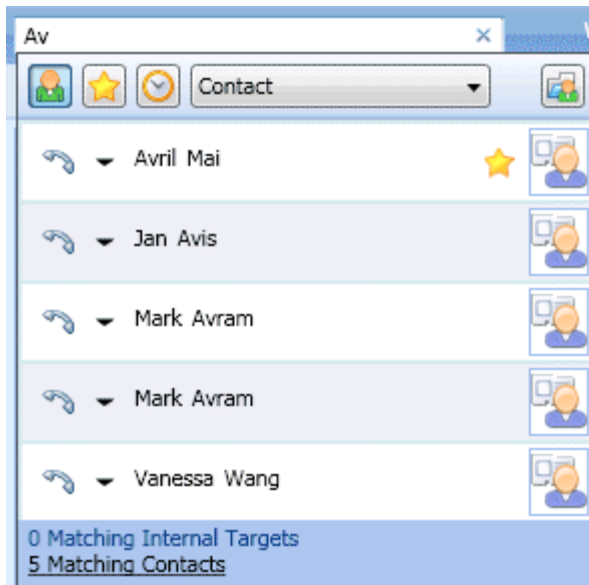 Av
Contact
Avril Mai
Jan Avis
Mark Avram
Mark Avram
Vanessa Wang
0 Matching Internal Targets
5 Matching Contacts